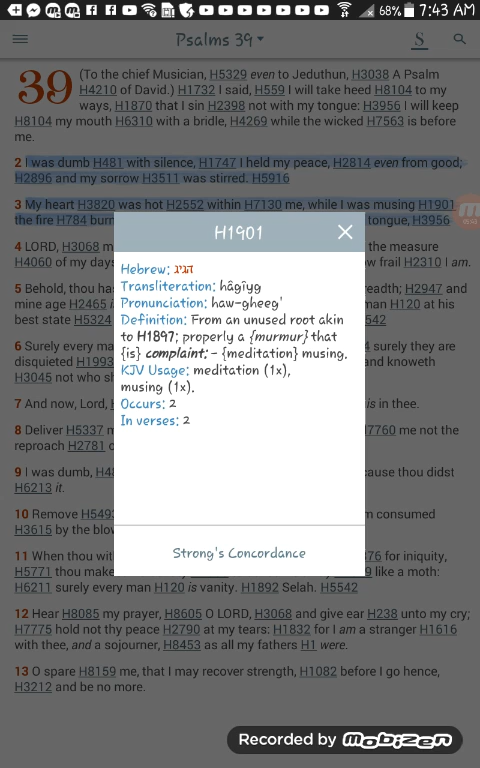 68% 7:43 AM
Psalms 39
S
39 (To the chief Musician, H5329 even to Jeduthun, H3038 A Psalm
H4210 of David.) H1732 I said, H559 I will take heed H8104 to my
ways, H1870 that I sin H2398 not with my tongue: H3956 I will keep
H8104 my mouth H6310 with a bridle, H4269 while the wicked H7563 is before
me.
2 I was dumb H481 with silence, H1747 I held my peace, H2814 even from good;
H2896 and my sorrow H3511 was stirred. H5916
3 My heart H3820 was hot H2552 within H7130 me, while I was musing H1901
the fire H784 burn tongue, H3956
4 LORD, H3068 m the measure
H4060 of my day w frail H2310 I am.
5 Behold, thou ha readth; H2947 and
mine age H2465 man H120 at his
best state H5324 542
6 Surely every ma 4 surely they are
disquieted H1993 and knoweth
H3045 not who s
7 And now, Lord, is in thee.
8 Deliver H5337 m H7760 me not the
reproach H2781 o
9 I was dumb, H48 cause thou didst
H6213 it.
10 Remove H5493 m consumed
H3615 by the blo
11 When thou wit 76 for iniquity,
H5771 thou make like a moth:
H6211 surely every man H120 is vanity. H1892 Selah. H5542
12 Hear H8085 my prayer, H8605 O LORD, H3068 and give ear H238 unto my cry;
H7775 hold not thy peace H2790 at my tears: H1832 for I am a stranger H1616
with thee, and a sojourner, H8453 as all my fathers H1 were.
13 O spare H8159 me, that I may recover strength, H1082 before I go hence,
H3212 and be no more.
H1901
Hebrew: הגיג
Transliteration: hâgîyg
Pronunciation: haw-gheeg'
Definition: From an unused root akin
to H1897; properly a {murmur} that
{is} complaint; - {meditation} musing.
KJV Usage: meditation (1x),
musing (1x).
Occurs: 2
In verses: 2
Strong's Concordance
Recorded by mobizen